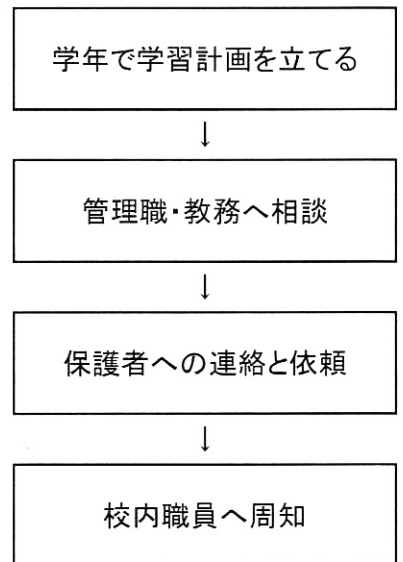 学年で学習計画を立てる
↓
管理職・教務へ相談
↓
保護者への連絡と依頼
↓
校内職員へ周知